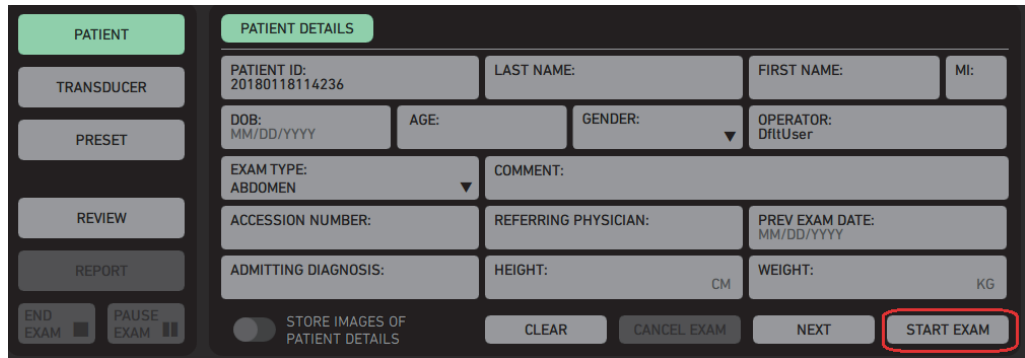 PATIENT
TRANSDUCER
PRESET
REVIEW
REPORT
END
EXAM
PAUSE
EXAM
PATIENT DETAILS
PATIENT ID:
20180118114236
LAST NAME:
FIRST NAME:
MI:
DOB:
MM/DD/YYYY
AGE:
GENDER:
OPERATOR:
DfltUser
EXAM TYPE:
ABDOMEN
COMMENT:
ACCESSION NUMBER:
REFERRING PHYSICIAN:
PREV EXAM DATE:
MM/DD/YYYY
ADMITTING DIAGNOSIS:
HEIGHT:
CM
WEIGHT:
KG
STORE IMAGES OF
PATIENT DETAILS
CLEAR
CANCEL EXAM
NEXT
START EXAM